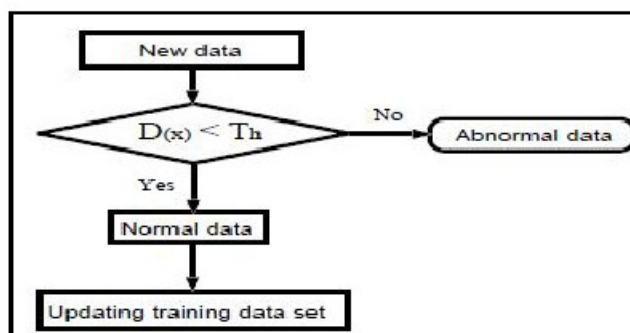 New data
D(x) < Th
No
Abnormal data
Yes
Normal data
Updating training data set